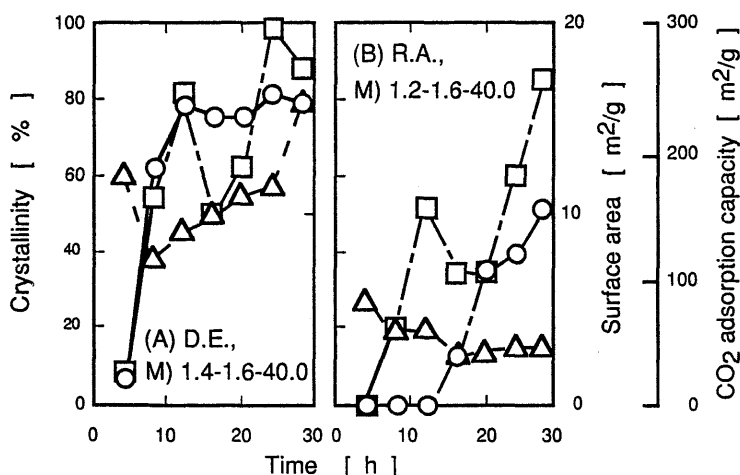 100
80
60
40
20
0
Crystallinity [ % ]
(A) D.E.,
M) 1.4-1.6-40.0
0 10 20 30
(B) R.A.,
M) 1.2-1.6-40.0
0 10 20 30
Time [ h ]
20
10
0
Surface area [ m2/g ]
300
200
100
0
CO2 adsorption capacity [ m2/g ]